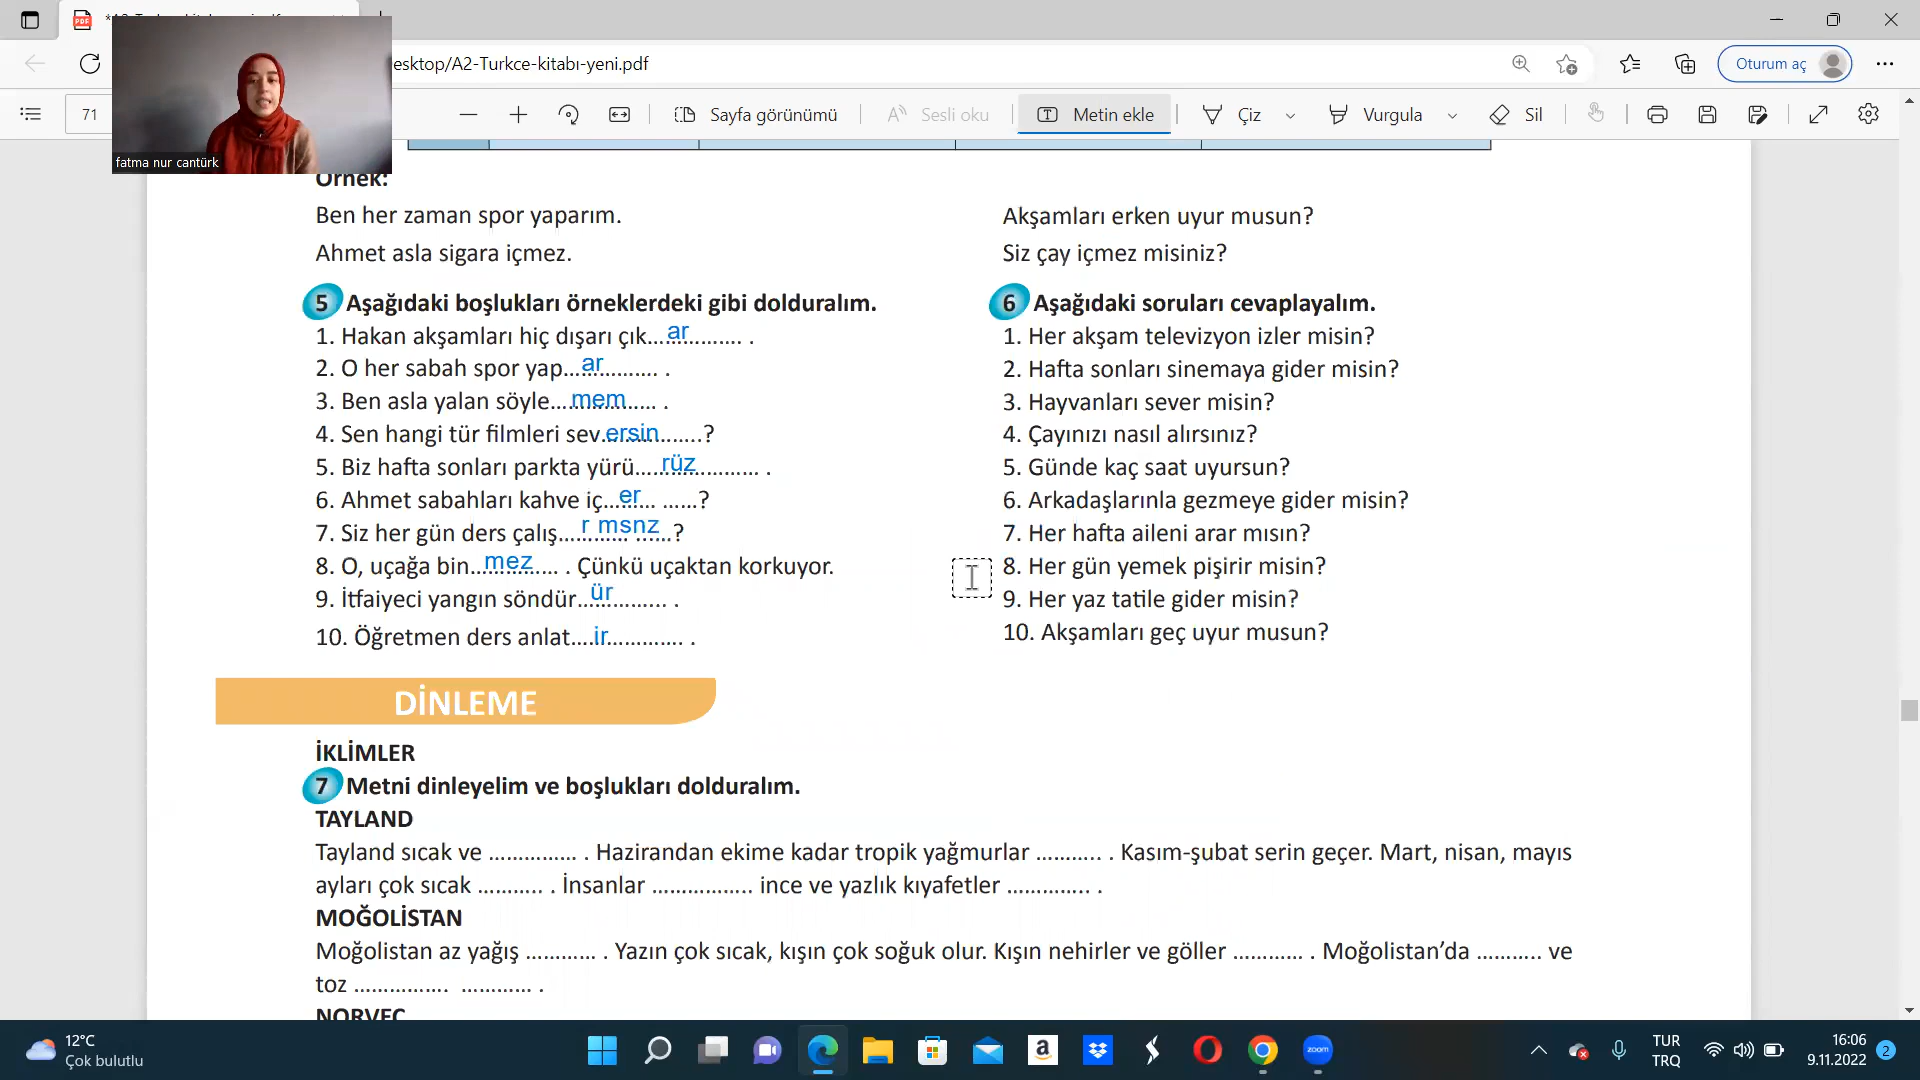 esktop/A2-Turkce-kitabı-yeni.pdf
Oturum aç
71
Sayfa görünümü
Sesli oku
Metin ekle
Çiz
Vurgula
Sil
fatma nur cantürk
Örnek:
Ben her zaman spor yaparım.
Ahmet asla sigara içmez.
5 Aşağıdaki boşlukları örneklerdeki gibi dolduralım.
1. Hakan akşamları hiç dışarı çık...ar............ .
2. O her sabah spor yap...ar............ .
3. Ben asla yalan söyle...mem...... .
4. Sen hangi tür filmleri sev.ersin........?
5. Biz hafta sonları parkta yürü.....rüz........... .
6. Ahmet sabahları kahve iç...er...... ......?
7. Siz her gün ders çalış....r msnz...?
8. O, uçağa bin...mez...... . Çünkü uçaktan korkuyor.
9. İtfaiyeci yangın söndür...ür............ .
10. Öğretmen ders anlat....ir............. .
Akşamları erken uyur musun?
Siz çay içmez misiniz?
6 Aşağıdaki soruları cevaplayalım.
1. Her akşam televizyon izler misin?
2. Hafta sonları sinemaya gider misin?
3. Hayvanları sever misin?
4. Çayınızı nasıl alırsınız?
5. Günde kaç saat uyursun?
6. Arkadaşlarınla gezmeye gider misin?
7. Her hafta aileni arar mısın?
8. Her gün yemek pişirir misin?
9. Her yaz tatile gider misin?
10. Akşamları geç uyur musun?
DİNLEME
İKLİMLER
7 Metni dinleyelim ve boşlukları dolduralım.
TAYLAND
Tayland sıcak ve ............... . Hazirandan ekime kadar tropik yağmurlar ........... . Kasım-şubat serin geçer. Mart, nisan, mayıs
ayları çok sıcak ........... . İnsanlar ................. ince ve yazlık kıyafetler .............. .
MOĞOLİSTAN
Moğolistan az yağış ............ . Yazın çok sıcak, kışın çok soğuk olur. Kışın nehirler ve göller ............ . Moğolistan’da ........... ve
toz ................ ............ .
NORVEÇ
12°C
Çok bulutlu
a
zoom
TUR
TRQ
16:06
9.11.2022
2